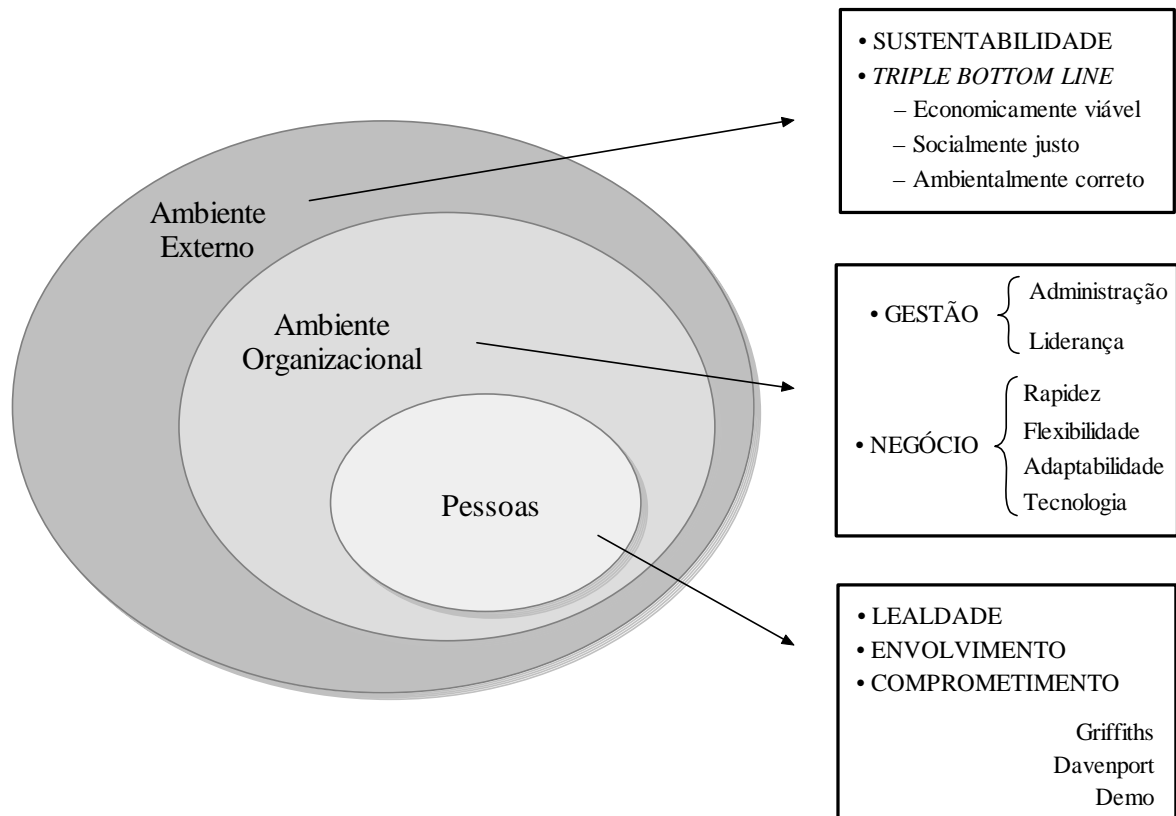 Ambiente
Externo
Ambiente
Organizacional
Pessoas
• SUSTENTABILIDADE
• TRIPLE BOTTOM LINE
– Economicamente viável
– Socialmente justo
– Ambientalmente correto
• GESTÃO
Administração
Liderança
• NEGÓCIO
Rapidez
Flexibilidade
Adaptabilidade
Tecnologia
• LEALDADE
• ENVOLVIMENTO
• COMPROMETIMENTO
Griffiths
Davenport
Demo